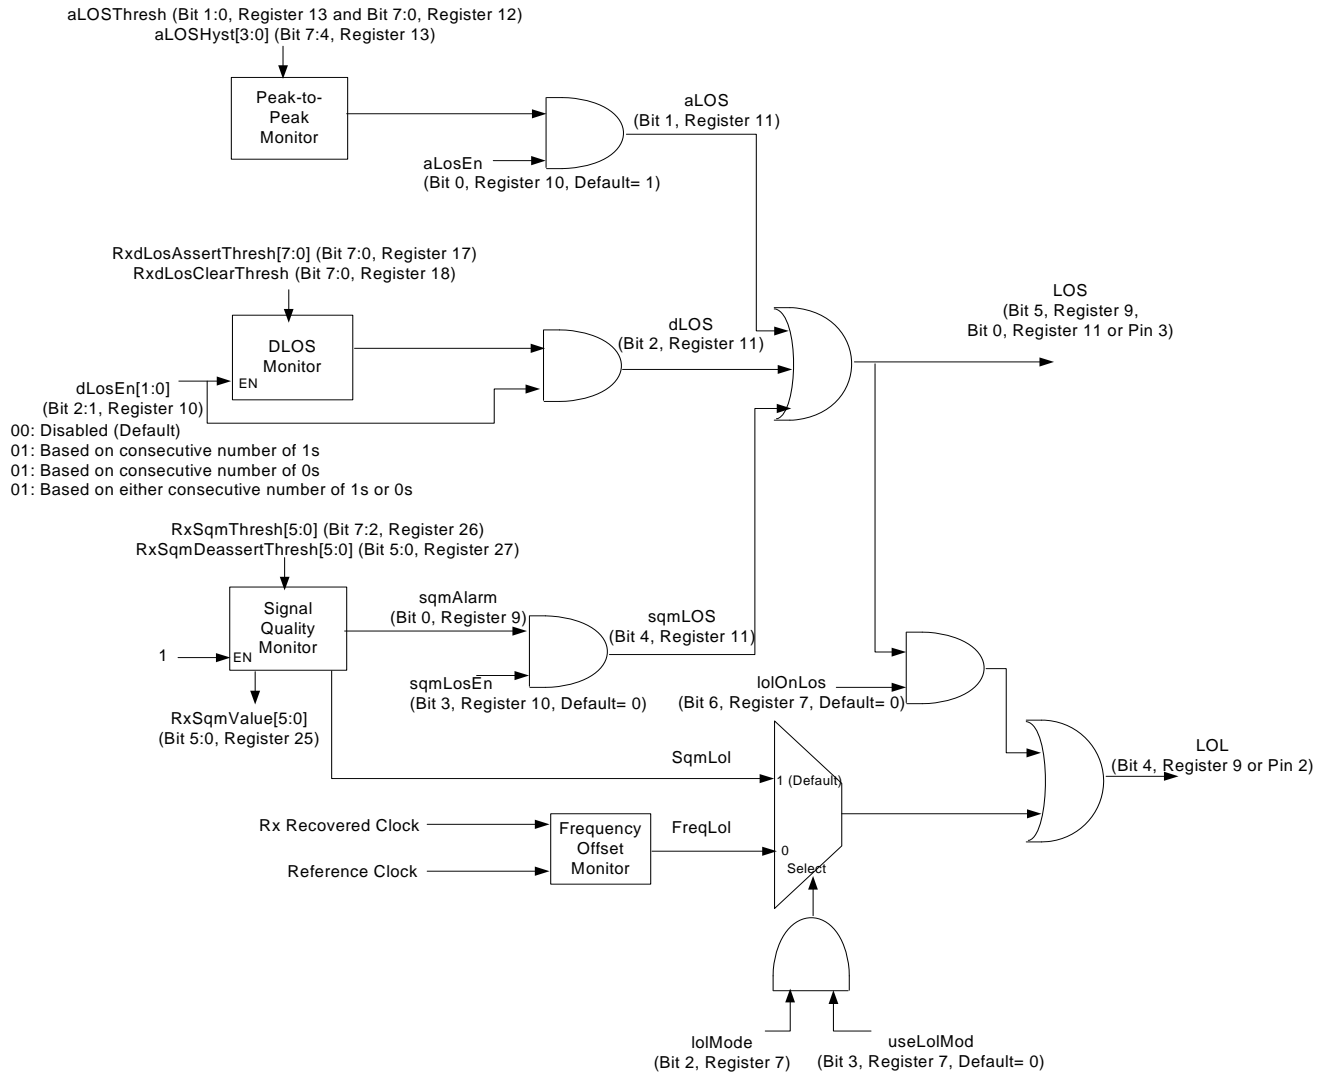 aLOSThresh (Bit 1:0, Register 13 and Bit 7:0, Register 12)
aLOSHyst[3:0] (Bit 7:4, Register 13)
Peak-to-
Peak
Monitor
aLOS
(Bit 1, Register 11)
aLosEn
(Bit 0, Register 10, Default= 1)
RxdLosAssertThresh[7:0] (Bit 7:0, Register 17)
RxdLosClearThresh (Bit 7:0, Register 18)
DLOS
Monitor
EN
dLOS
(Bit 2, Register 11)
LOS
(Bit 5, Register 9,
Bit 0, Register 11 or Pin 3)
dLosEn[1:0]
(Bit 2:1, Register 10)
00: Disabled (Default)
01: Based on consecutive number of 1s
01: Based on consecutive number of 0s
01: Based on either consecutive number of 1s or 0s
RxSqmThresh[5:0] (Bit 7:2, Register 26)
RxSqmDeassertThresh[5:0] (Bit 5:0, Register 27)
Signal
Quality
Monitor
EN
1
sqmAlarm
(Bit 0, Register 9)
sqmLOS
(Bit 4, Register 11)
sqmLosEn
(Bit 3, Register 10, Default= 0)
RxSqmValue[5:0]
(Bit 5:0, Register 25)
lolOnLos
(Bit 6, Register 7, Default= 0)
SqmLol
1 (Default)
LOL
(Bit 4, Register 9 or Pin 2)
Rx Recovered Clock
Reference Clock
Frequency
Offset
Monitor
FreqLol
0
Select
lolMode
(Bit 2, Register 7)
useLolMod
(Bit 3, Register 7, Default= 0)